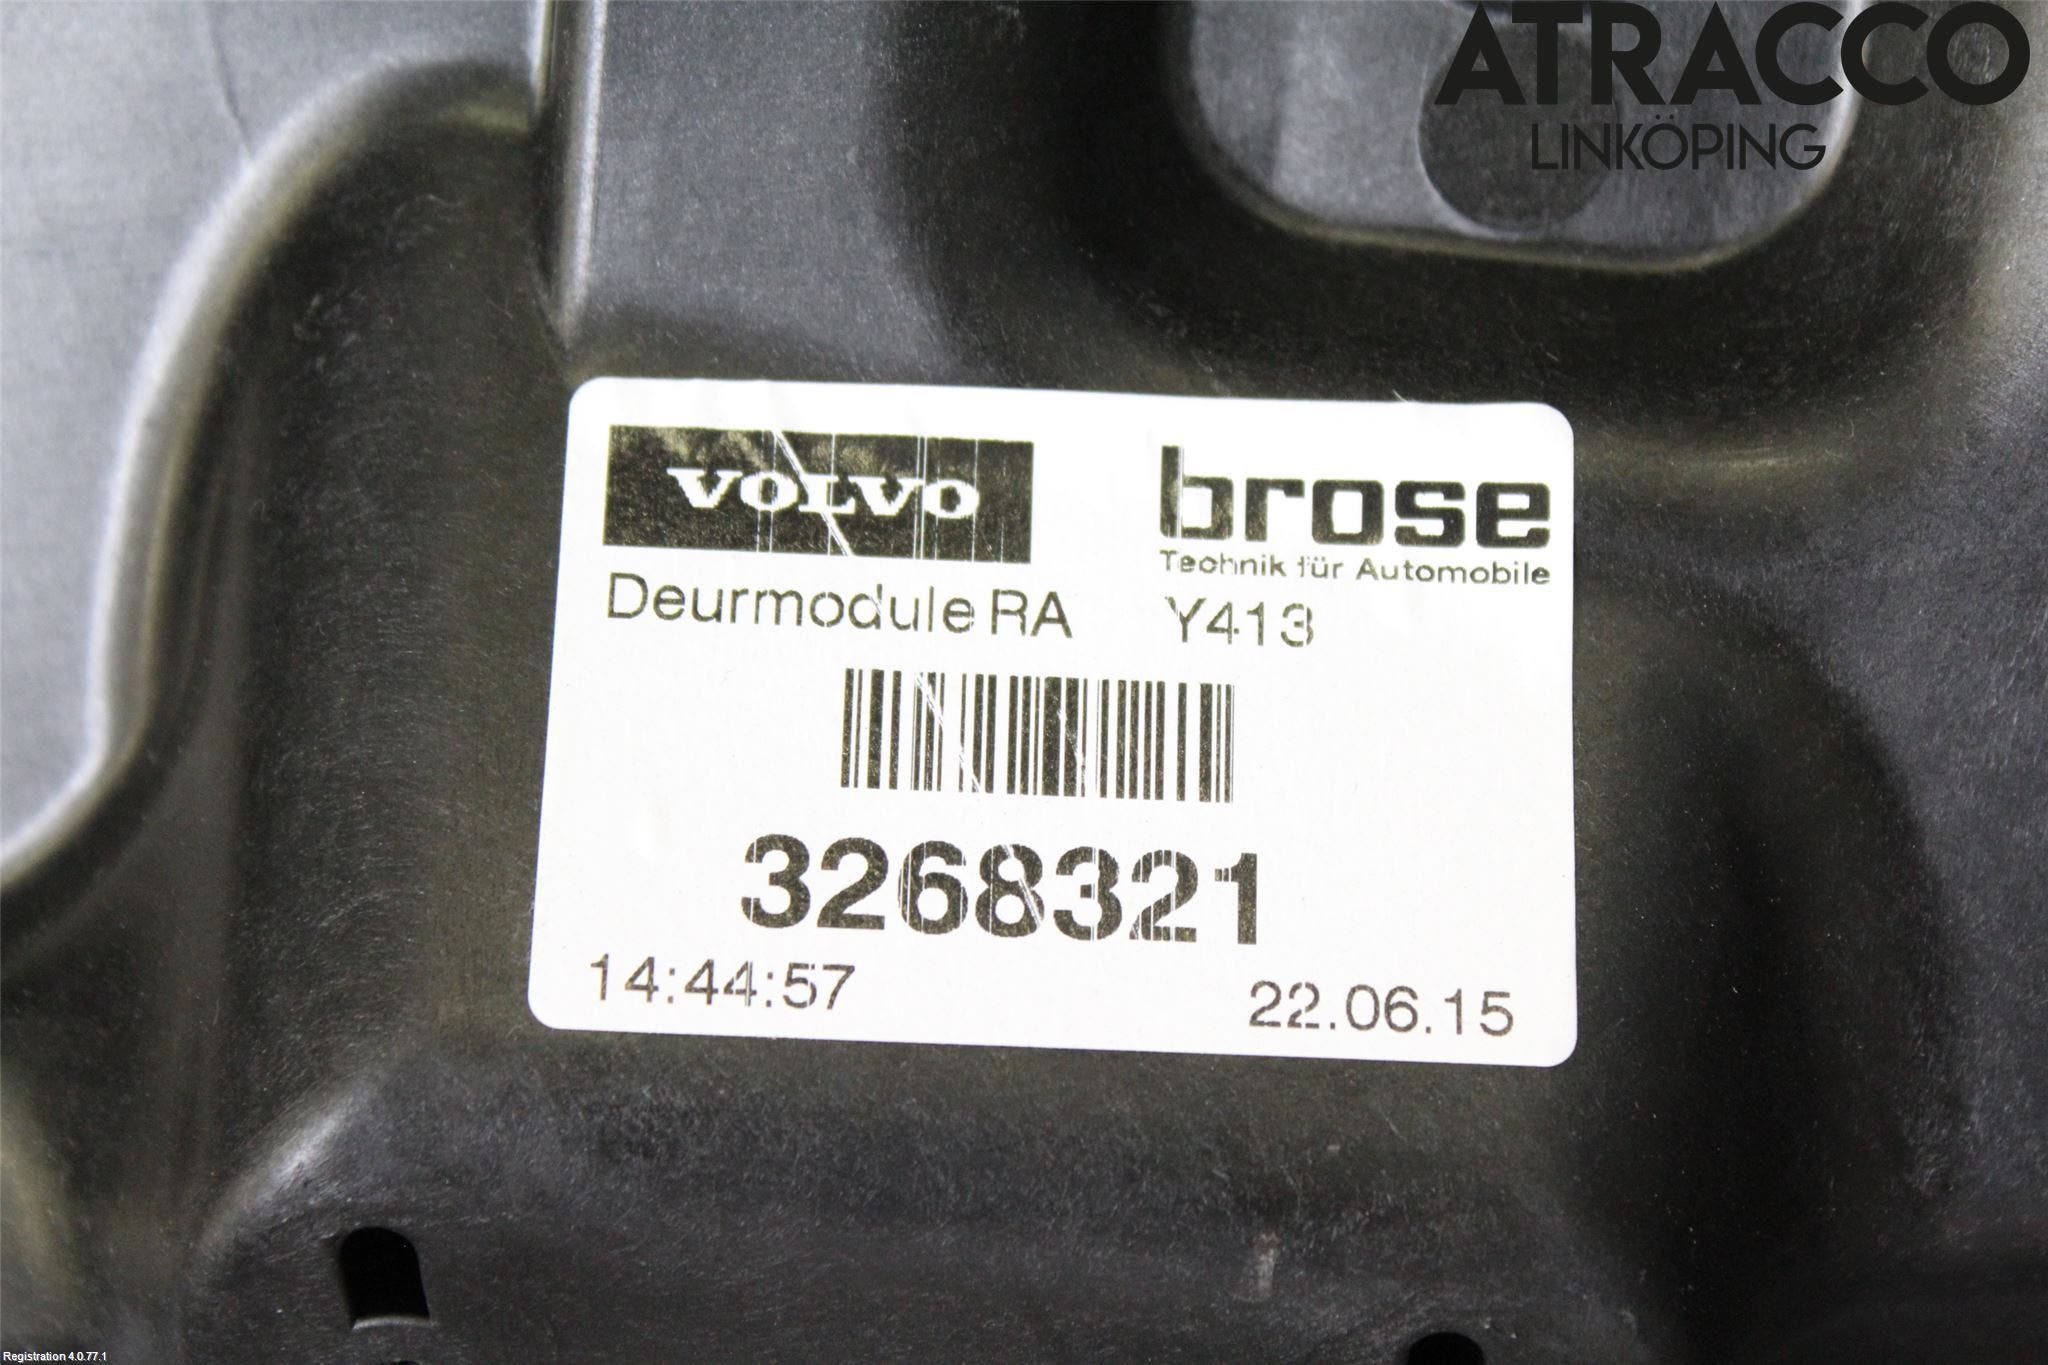 ATRACCO
LINKÖPING
VOLVO
brose
Technik für Automobile
Deurmodule RA Y413
3268321
14:44:57 22.06.15
Registration 4.0.77.1